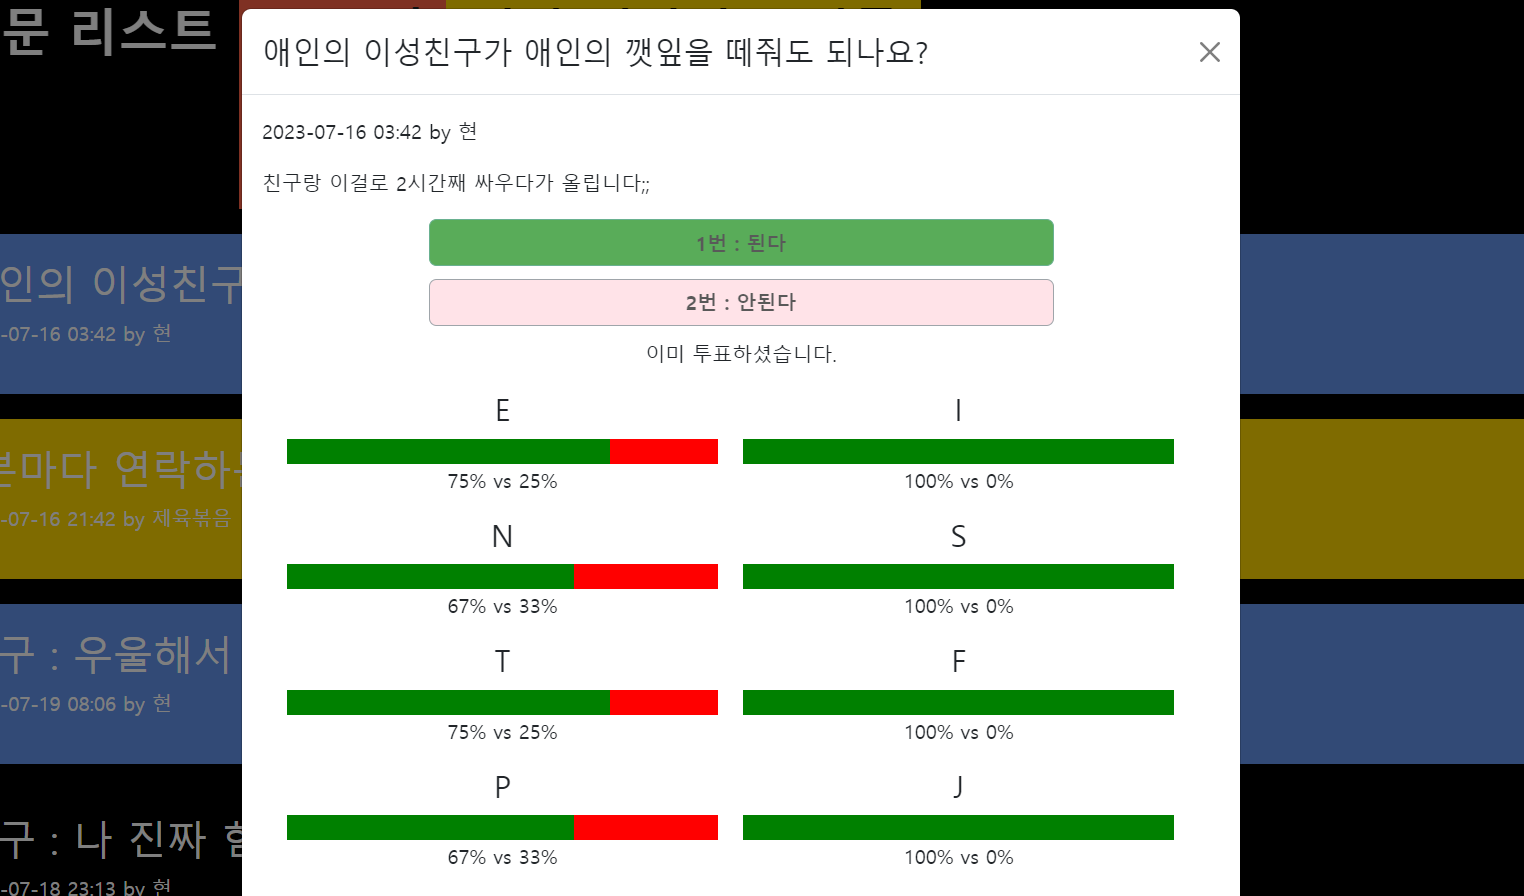 문 리스트
애인의 이성친구가 애인의 깻잎을 떼줘도 되나요?
2023-07-16 03:42 by 현
친구랑 이걸로 2시간째 싸우다가 올립니다;;
1번 : 된다
2번 : 안된다
이미 투표하셨습니다.
E
I
75% vs 25%
100% vs 0%
N
S
67% vs 33%
100% vs 0%
T
F
75% vs 25%
100% vs 0%
P
J
67% vs 33%
100% vs 0%
인의 이성친구
-07-16 03:42 by 현
분마다 연락하는
-07-16 21:42 by 제육볶음
구 : 우울해서
-07-19 08:06 by 현
구 : 나 진짜
-07-18 23:13 by 현